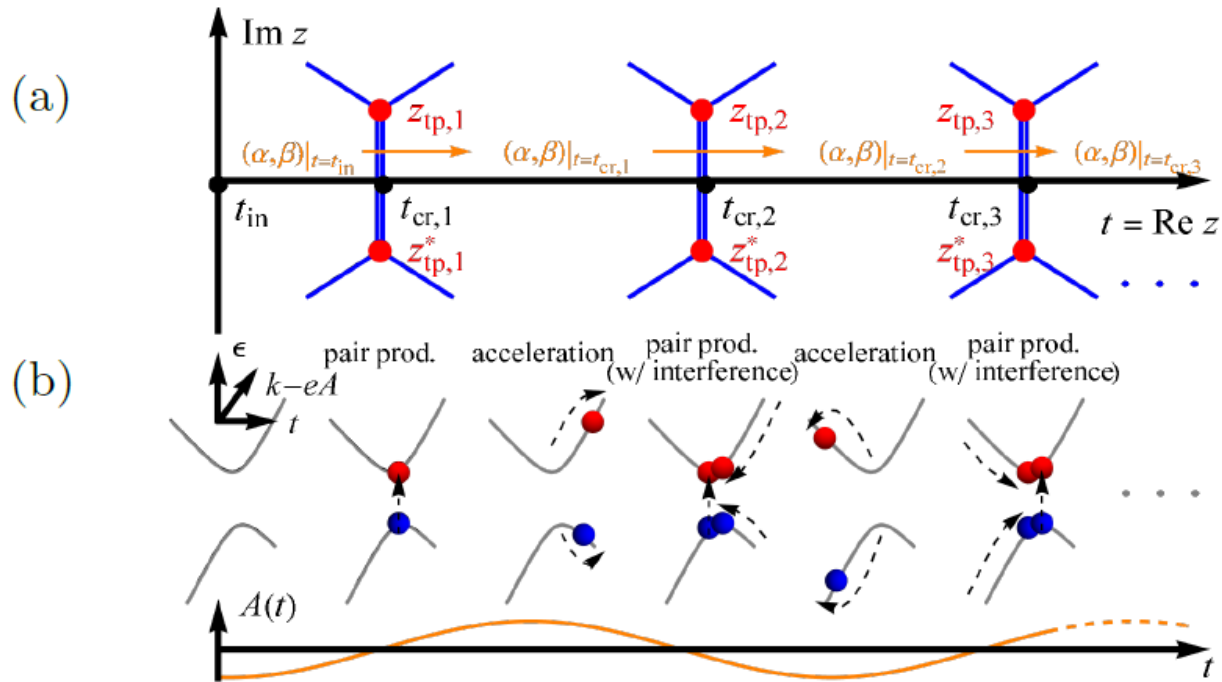 (a)
Im z
z_tp,1 z_tp,2 z_tp,3
(α,β)|_t=t_in (α,β)|_t=t_cr,1 (α,β)|_t=t_cr,2 (α,β)|_t=t_cr,3
t_in t_cr,1 t_cr,2 t_cr,3 t = Re z
z*_tp,1 z*_tp,2 z*_tp,3
. . .
(b)
ϵ
k−eA
t
pair prod.
acceleration
pair prod.
(w/ interference)
acceleration
pair prod.
(w/ interference)
. . .
A(t)
t